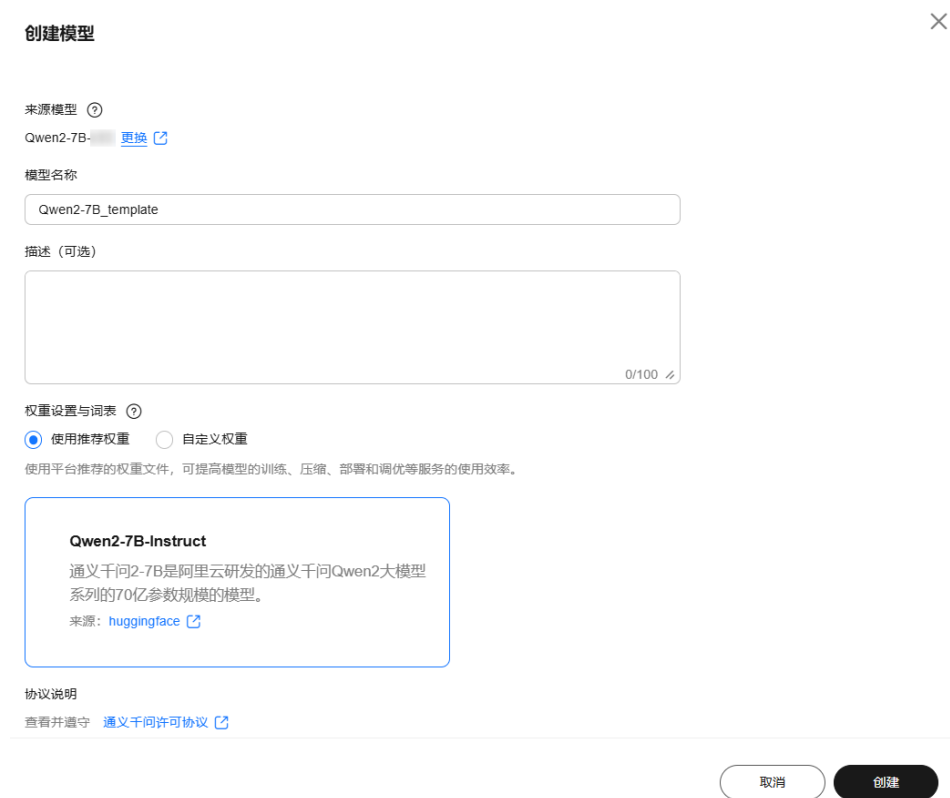 创建模型
来源模型
Qwen2-7B- 更换
模型名称
Qwen2-7B_template
描述（可选）
0/100
权重设置与词表
使用推荐权重 自定义权重
使用平台推荐的权重文件，可提高模型的训练、压缩、部署和调优等服务的使用效率。
Qwen2-7B-Instruct
通义千问2-7B是阿里云研发的通义千问Qwen2大模型
系列的70亿参数规模的模型。
来源：huggingface
协议说明
查看并遵守 通义千问许可协议
取消 创建